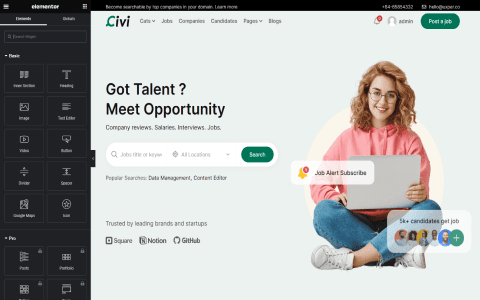 elementor
Elements
Globals
Search Widget...
Basic
Inner Section
Heading
Image
Text Editor
Video
Button
Divider
Spacer
Google Maps
Icon
Pro
Posts
Portfolio
Become searchable by top companies in your domain. Learn more
+84-65854332
hello@uxper.co
Civi
Cats
Jobs
Companies
Candidates
Pages
Blogs
admin
Post a job
Got Talent ?
Meet Opportunity
Company reviews. Salaries. Interviews. Jobs.
Jobs title or keyw
All Locations
Search
Popular Searches: Data Management, Content Editor
Job Alert Subscribe
5k+ candidates get job
Trusted by leading brands and startups
Square
Notion
GitHub